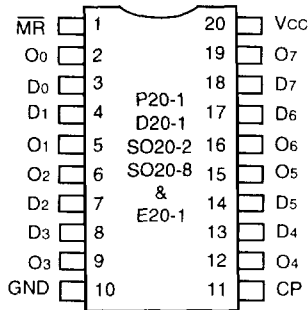 M̅R̅ 1 20 Vcc
O0 2 19 O7
D0 3 18 D7
D1 4 17 D6
O1 5 16 O6
O2 6 15 O5
D2 7 14 D5
D3 8 13 D4
O3 9 12 O4
GND 10 11 CP
P20-1
D20-1
SO20-2
SO20-8
&
E20-1